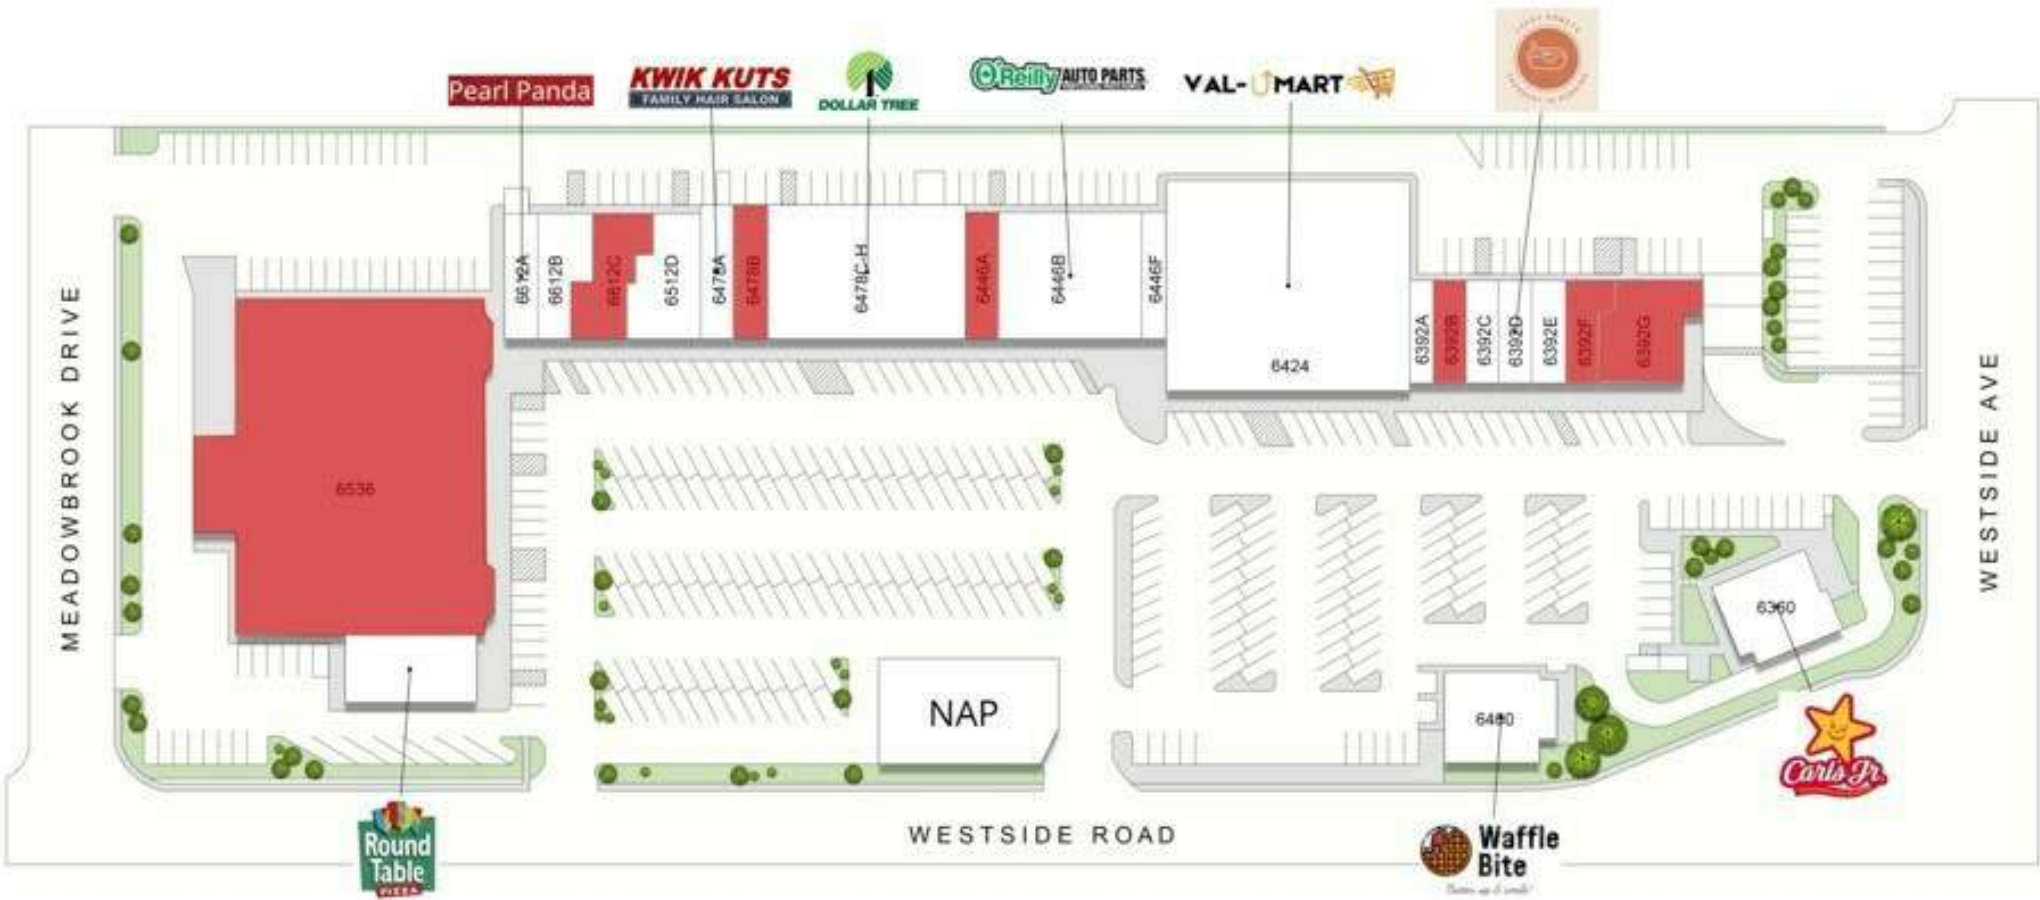 Pearl Panda
KWIK KUTS
FAMILY HAIR SALON
DOLLAR TREE
O'Reilly AUTO PARTS
VAL-UMART
6612A
6612B
6612C
6512D
6478A
6478B
6478C-H
6446A
6446B
6446F
6424
6392A
6392B
6392C
6392D
6392E
6392F
6392G
6536
MEADOWBROOK DRIVE
WESTSIDE AVE
6360
NAP
6400
Carl's Jr.
WESTSIDE ROAD
Round
Table
PIZZA
Waffle
Bite